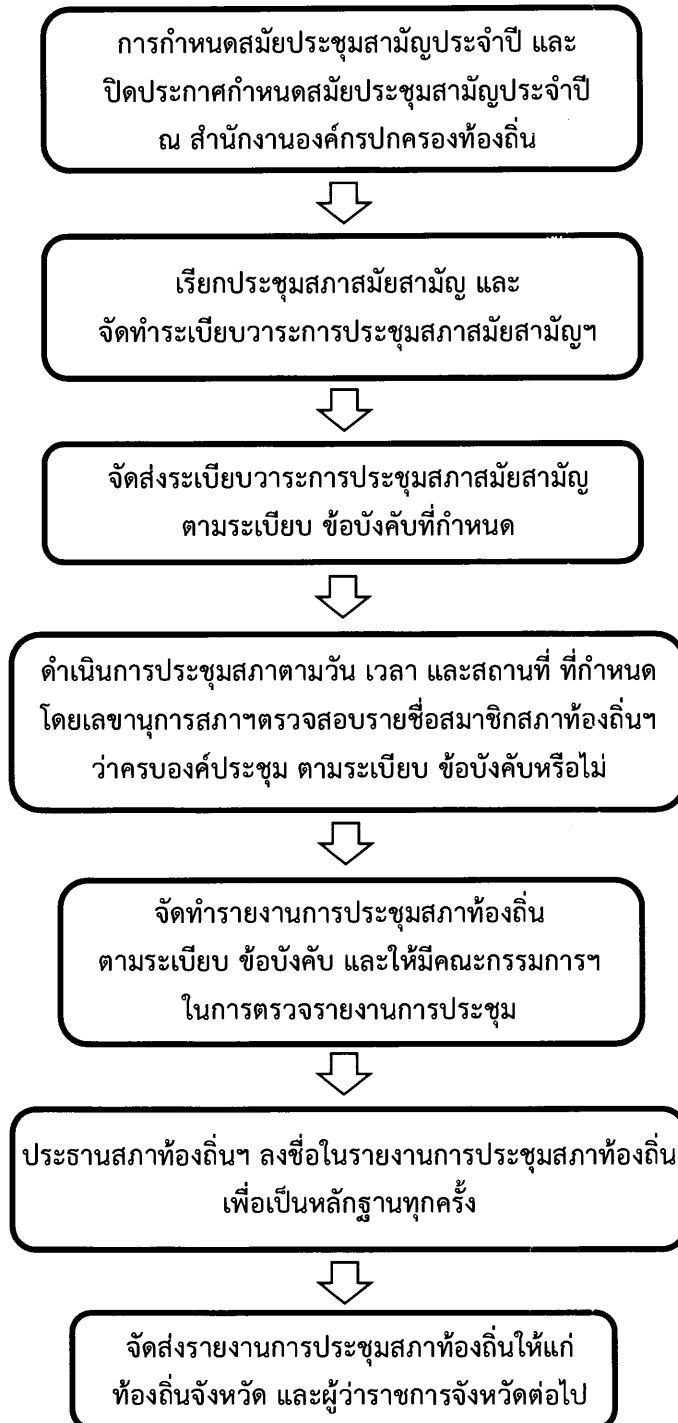 การกำหนดสมัยประชุมสามัญประจำปี และ
ปิดประกาศกำหนดสมัยประชุมสามัญประจำปี
ณ สำนักงานองค์กรปกครองท้องถิ่น
เรียกประชุมสภาสมัยสามัญ และ
จัดทำระเบียบวาระการประชุมสภาสมัยสามัญฯ
จัดส่งระเบียบวาระการประชุมสภาสมัยสามัญ
ตามระเบียบ ข้อบังคับที่กำหนด
ดำเนินการประชุมสภาตามวัน เวลา และสถานที่ ที่กำหนด
โดยเลขานุการสภาฯตรวจสอบรายชื่อสมาชิกสภาท้องถิ่นฯ
ว่าครบองค์ประชุม ตามระเบียบ ข้อบังคับหรือไม่
จัดทำรายงานการประชุมสภาท้องถิ่น
ตามระเบียบ ข้อบังคับ และให้มีคณะกรรมการฯ
ในการตรวจรายงานการประชุม
ประธานสภาท้องถิ่นฯ ลงชื่อในรายงานการประชุมสภาท้องถิ่น
เพื่อเป็นหลักฐานทุกครั้ง
จัดส่งรายงานการประชุมสภาท้องถิ่นให้แก่
ท้องถิ่นจังหวัด และผู้ว่าราชการจังหวัดต่อไป